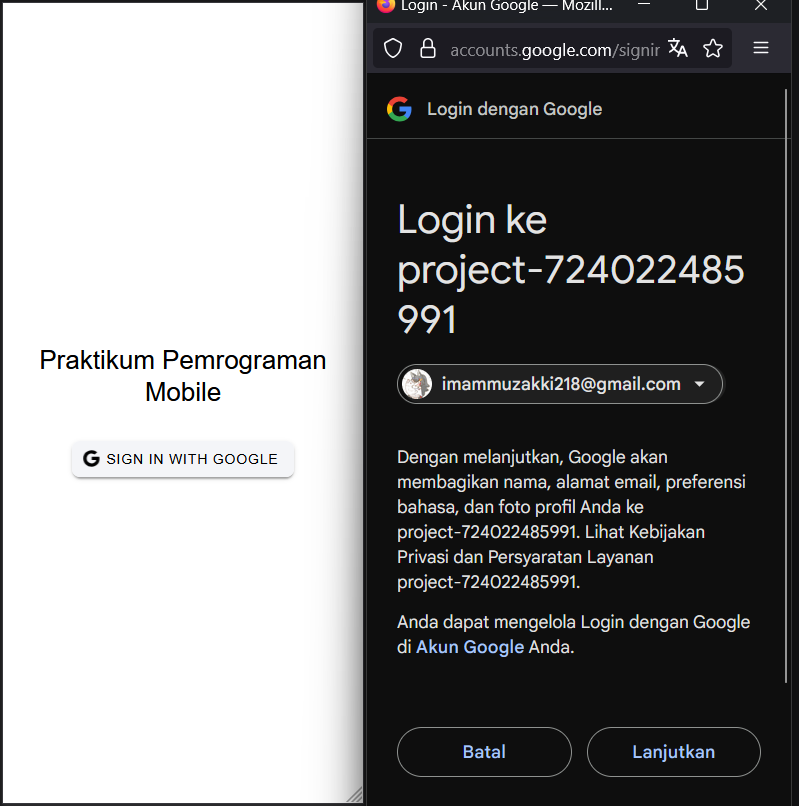 Praktikum Pemrograman
Mobile
SIGN IN WITH GOOGLE
Login - Akun Google — Mozill...
accounts.google.com/signir
Login dengan Google
Login ke
project-724022485
991
imammuzakki218@gmail.com
Dengan melanjutkan, Google akan
membagikan nama, alamat email, preferensi
bahasa, dan foto profil Anda ke
project-724022485991. Lihat Kebijakan
Privasi dan Persyaratan Layanan
project-724022485991.
Anda dapat mengelola Login dengan Google
di Akun Google Anda.
Batal
Lanjutkan